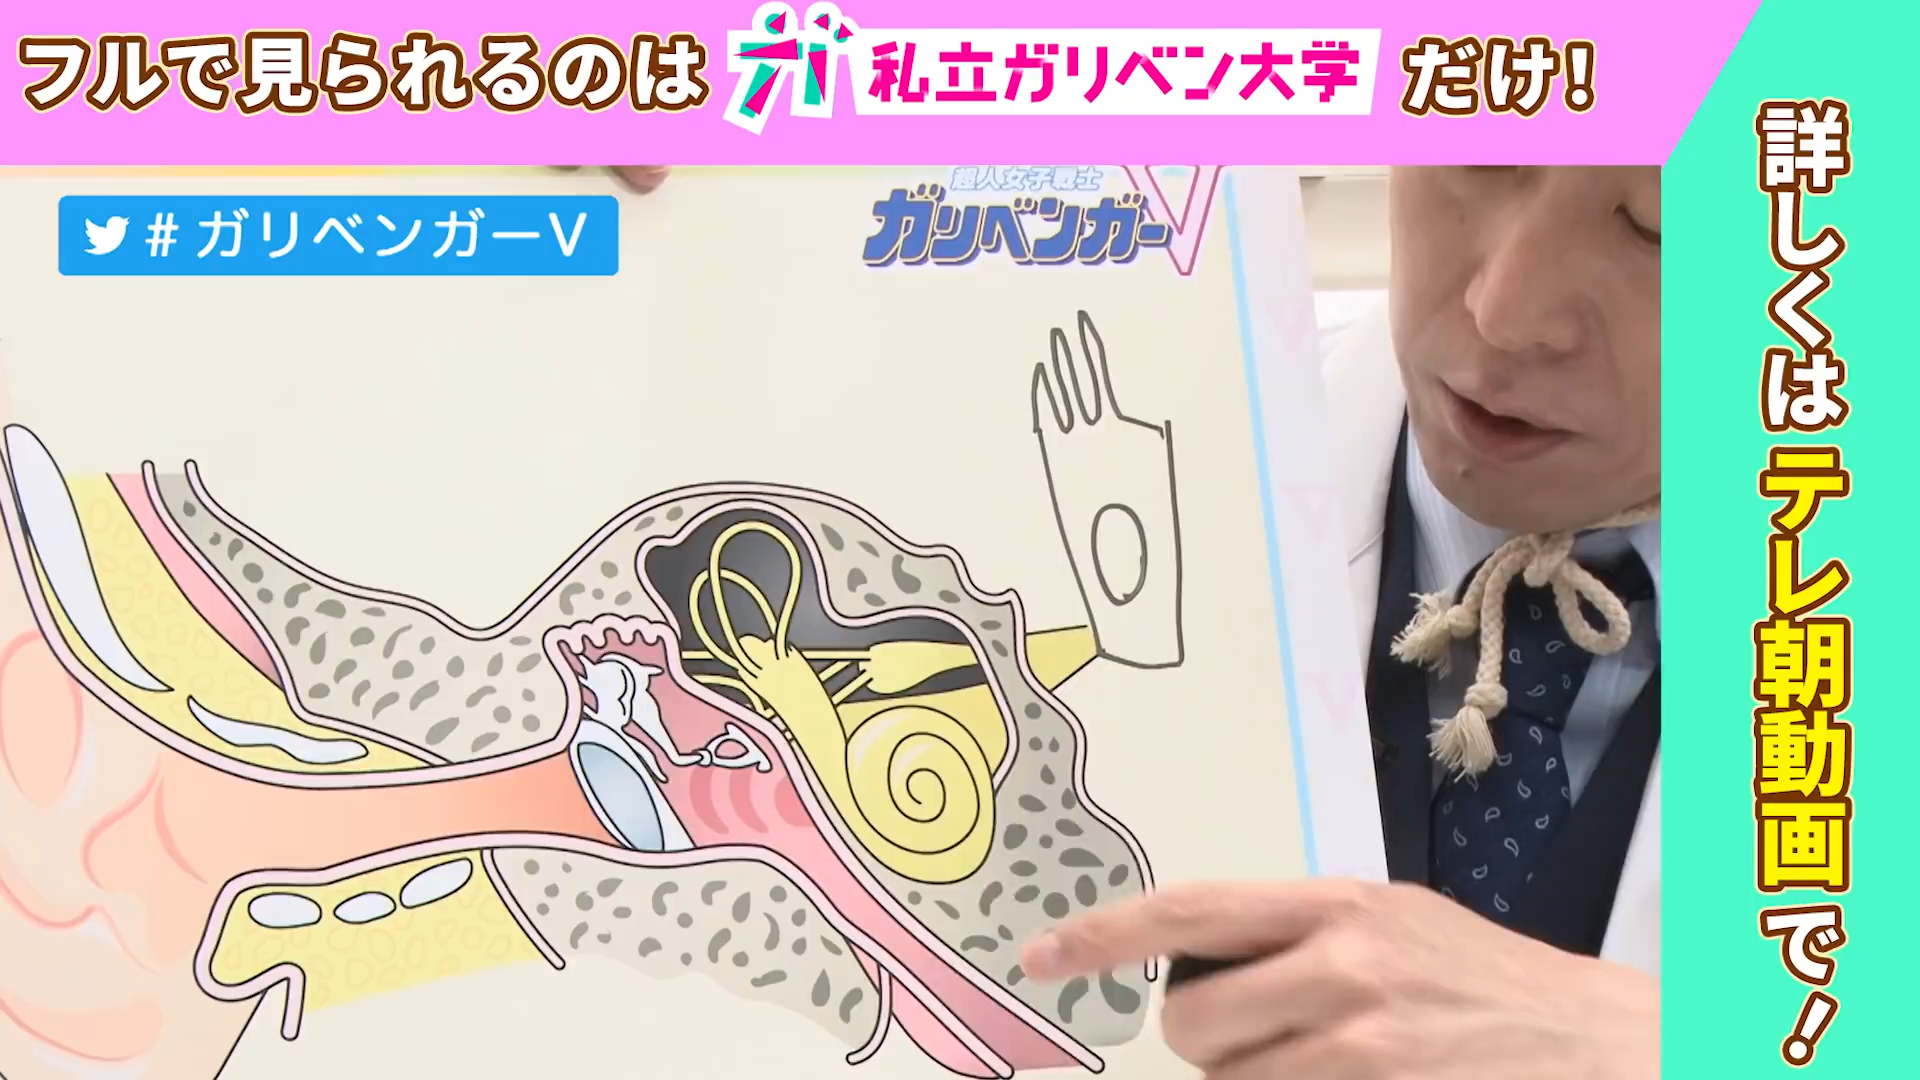 フルで見られるのは ガ 私立ガリベン大学 だけ!
# ガリベンガーV
超人女子戦士
ガリベンガーV
詳しくは テレ朝動画 で!